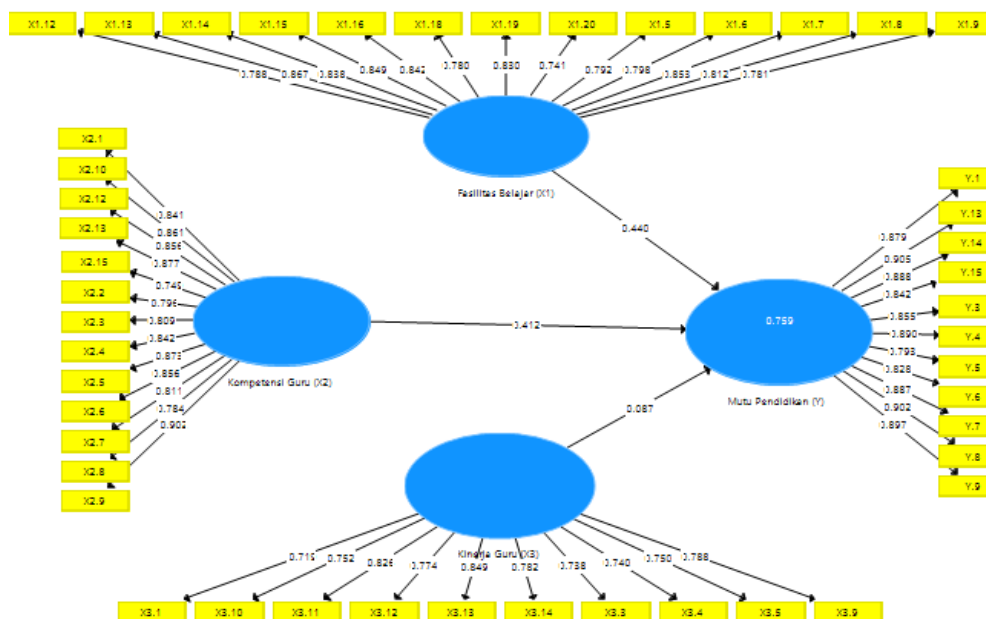 X1.12 X1.13 X1.14 X1.15 X1.16 X1.18 X1.19 X1.20 X1.5 X1.6 X1.7 X1.8 X1.9
0.788 0.867 0.838 0.849 0.842 0.780 0.830 0.741 0.792 0.798 0.853 0.812 0.781
Fasilitas Belajar (X1)
X2.1
X2.10
X2.12
X2.13
X2.15
X2.2
X2.3
X2.4
X2.5
X2.6
X2.7
X2.8
X2.9
0.841
0.861
0.856
0.877
0.796
0.809
0.842
0.873
0.856
0.811
0.784
0.902
Kompetensi Guru (X2)
0.440
0.412
0.087
0.759
Mutu Pendidikan (Y)
0.879
0.905
0.888
0.842
0.855
0.890
0.828
0.887
0.902
0.897
Y.1
Y.13
Y.14
Y.15
Y.3
Y.4
Y.5
Y.6
Y.7
Y.8
Y.9
Kinerja Guru (X3)
0.752 0.826 0.774 0.849 0.782 0.738 0.740 0.750 0.788
X3.1 X3.10 X3.11 X3.12 X3.13 X3.14 X3.3 X3.4 X3.5 X3.9